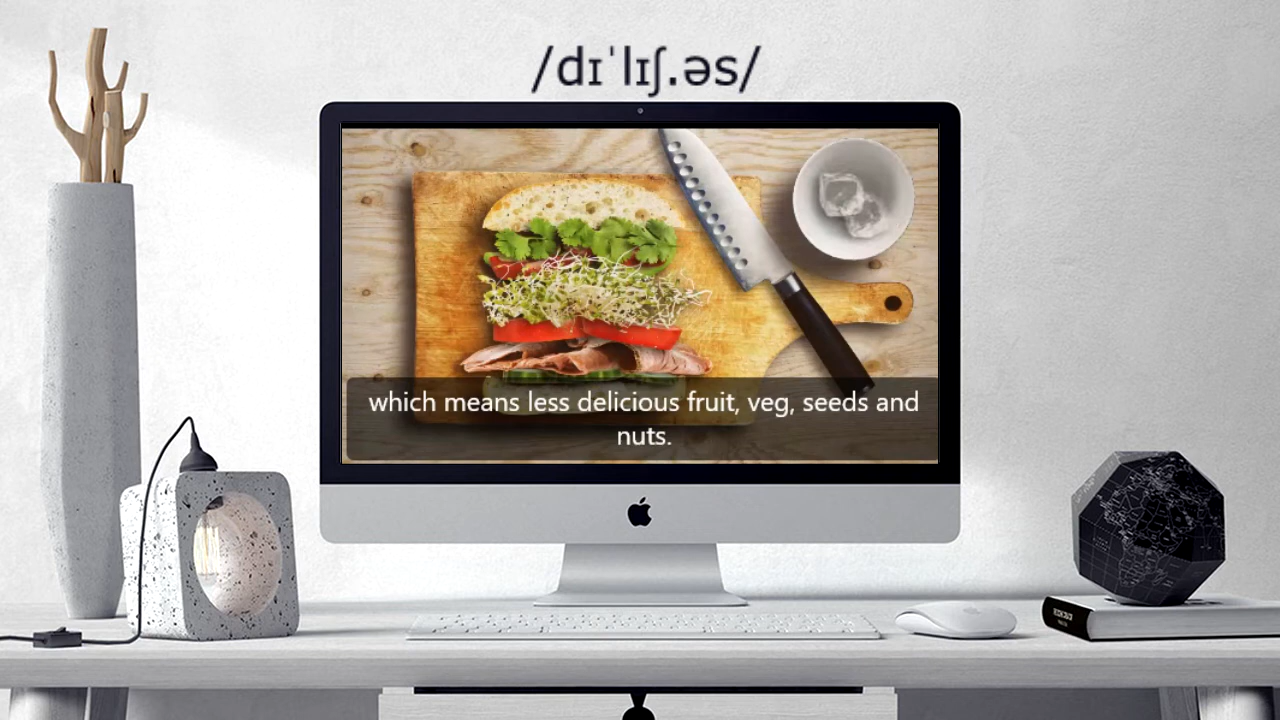 /dɪˈlɪʃ.əs/
which means less delicious fruit, veg, seeds and
nuts.